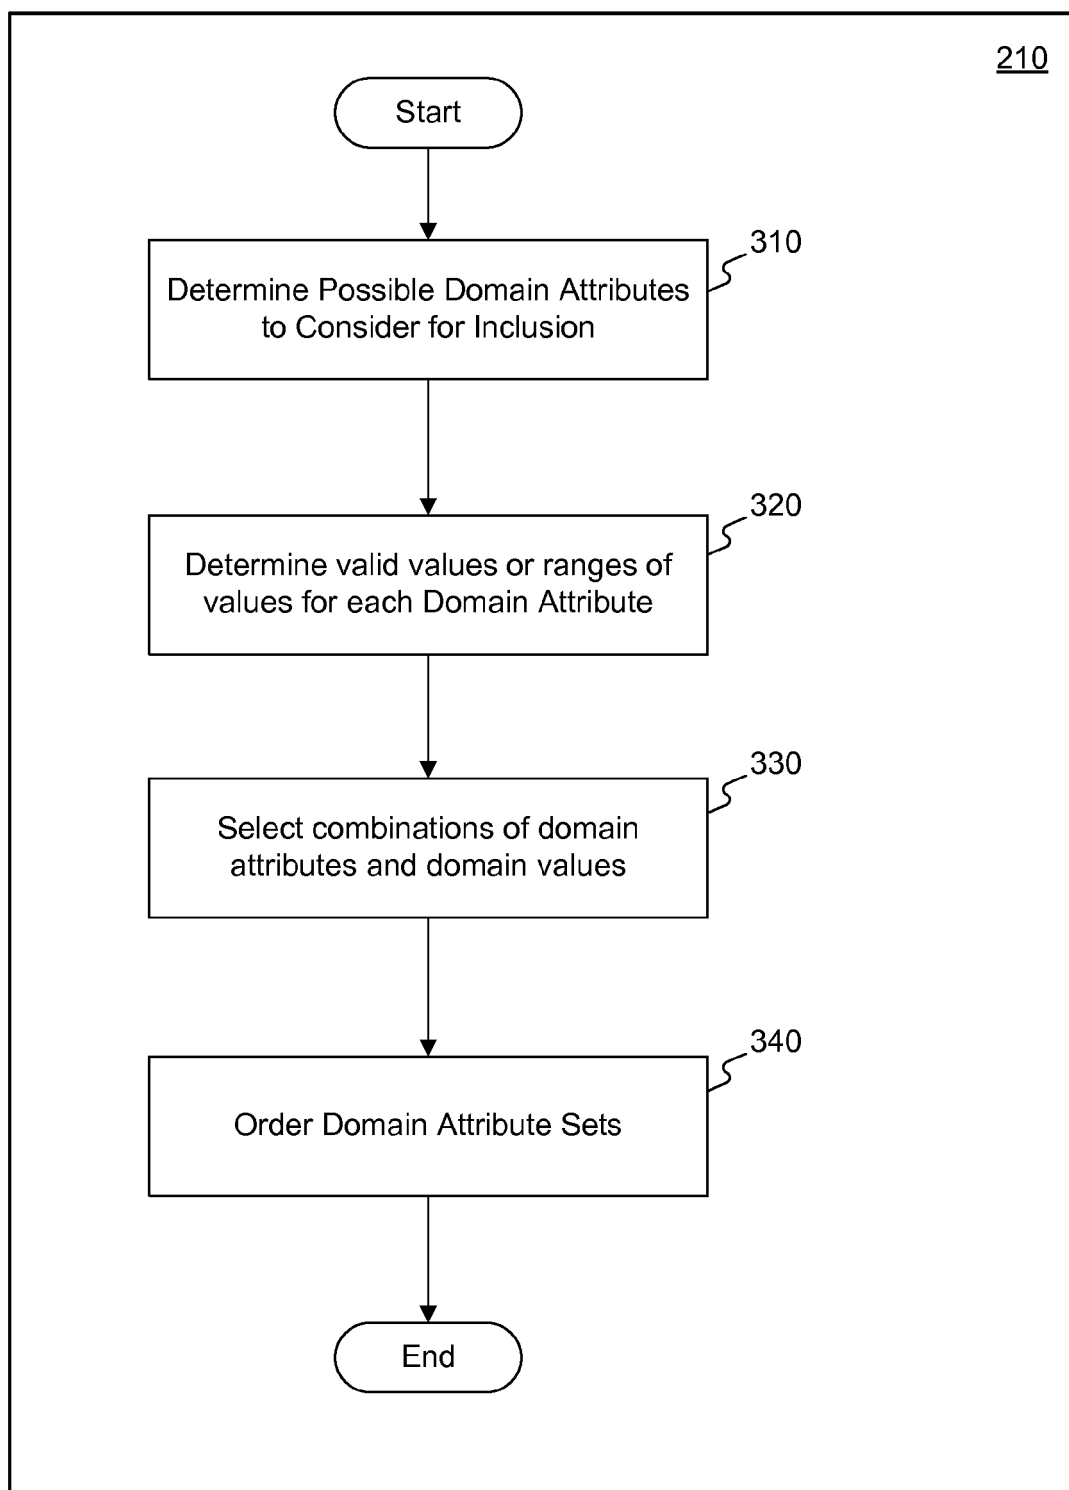 210
Start
310
Determine Possible Domain Attributes
to Consider for Inclusion
320
Determine valid values or ranges of
values for each Domain Attribute
330
Select combinations of domain
attributes and domain values
340
Order Domain Attribute Sets
End